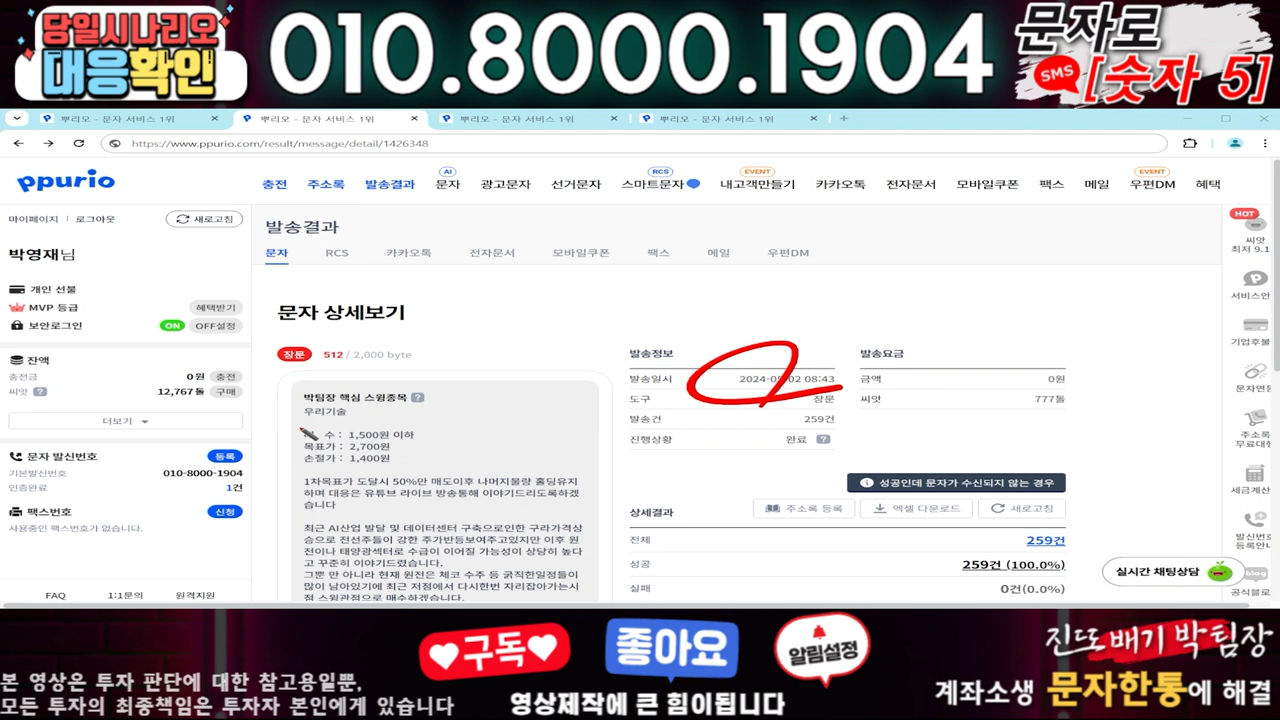 당일시나리오
대응확인
010.8000.1904
문자로
SMS
[숫자 5]
뿌리오 - 문자 서비스 1위
뿌리오 - 문자 서비스 1위
뿌리오 - 문자 서비스 1위
뿌리오 - 문자 서비스 1위
https://www.ppurio.com/result/message/detail/1426348
ppurio
AI
RCS
EVENT
EVENT
충전
주소록
발송결과
문자
광고문자
선거문자
스마트문자
내고객만들기
카카오톡
전자문서
모바일쿠폰
팩스
메일
우편DM
혜택
마이페이지
로그아웃
새로고침
박영재님
개인 선불
MVP 등급
혜택받기
보안로그인
ON
OFF설정
잔액
충전금
0 원
충전
씨앗
12,767 톨
구매
더보기
문자 발신번호
등록
기본발신번호
010-8000-1904
인증완료
1건
팩스번호
신청
사용중인 팩스번호가 없습니다.
FAQ
1:1문의
원격지원
발송결과
문자
RCS
카카오톡
전자문서
모바일쿠폰
팩스
메일
우편DM
문자 상세보기
장문
512 / 2,000 byte
박팀장 핵심 스윙종목
우리기술
수 : 1,500원 이하
목표가 : 2,700원
손절가 : 1,400원
1차목표가 도달시 50%만 매도이후 나머지물량 홀딩유지
하며 대응은 유튜브 라이브 방송통해 이야기드리도록하겠
습니다
최근 AI산업 발달 및 데이터센터 구축으로인한 구리가격상
승으로 전선주들이 강한 주가반등보여주고있지만 이후 원
전이나 태양광섹터로 수급이 이어질 가능성이 상당히 높다
고 꾸준히 이야기드렸습니다.
그뿐 만 아니라 현재 원전은 체코 수주 등 굵직한일정들이
많이 남아있기에 최근 저점에서 다시한번 자리잡아가는시
점 스윙관점으로 매수하겠습니다.
발송정보
발송일시
08:43
도구
장문
발송건
259건
진행상황
완료
발송요금
금액
0원
씨앗
777톨
성공인데 문자가 수신되지 않는 경우
상세결과
주소록 등록
엑셀 다운로드
새로고침
전체
259건
성공
259건 (100.0%)
실패
0건(0.0%)
HOT
씨앗
최저 9.1
서비스안
기업후불
문자연동
주소록
무료대행
세금계산
발신번호
등록안내
실시간 채팅상담
blog
공식블로
본 영상은 투자 판단에 대한 참고용일뿐,
모든 투자의 최종책임은 투자자 본인에게 있습니다
구독
좋아요
알림설정
영상제작에 큰 힘이됩니다
진또배기 박팀장
계좌소생 문자한통에 해결